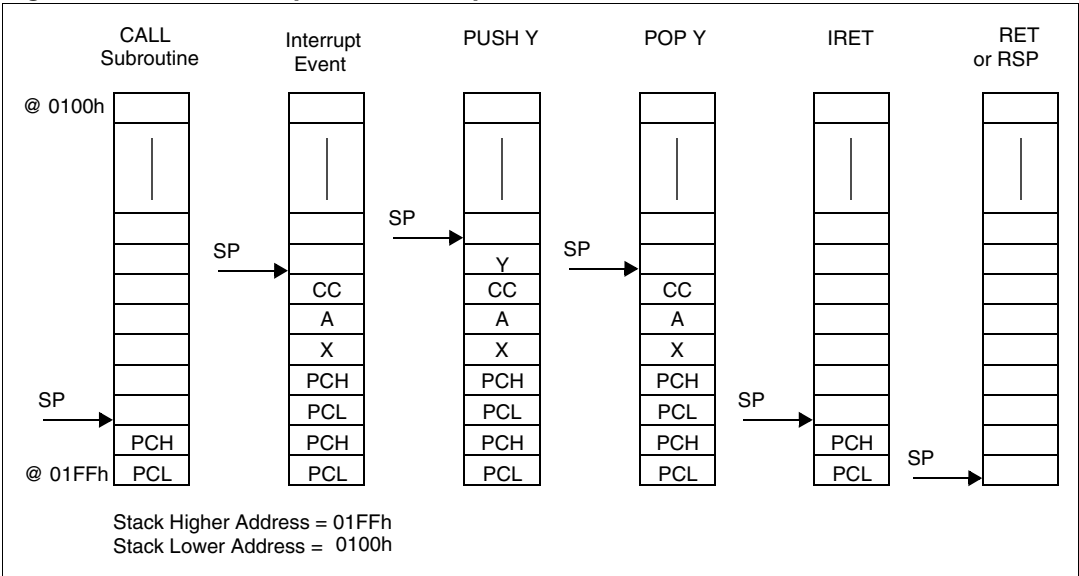 CALL
Subroutine
Interrupt
Event
PUSH Y
POP Y
IRET
RET
or RSP
@ 0100h
SP
SP
SP
Y
CC
CC
CC
A
A
A
X
X
X
PCH
PCH
PCH
SP
PCL
PCL
PCL
SP
PCH
PCH
PCH
PCH
PCH
SP
@ 01FFh
PCL
PCL
PCL
PCL
PCL
Stack Higher Address = 01FFh
Stack Lower Address = 0100h